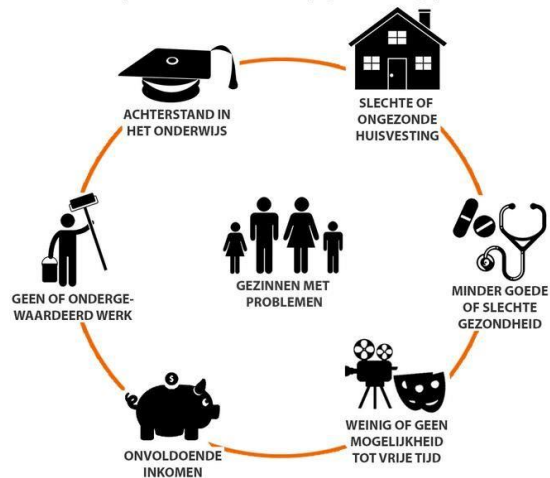 ACHTERSTAND IN
HET ONDERWIJS
SLECHTE OF
ONGEZONDE
HUISVESTING
GEEN OF ONDERGE-
WAARDEERD WERK
GEZINNEN MET
PROBLEMEN
MINDER GOEDE
OF SLECHTE
GEZONDHEID
$
ONVOLDOENDE
INKOMEN
WEINIG OF GEEN
MOGELIJKHEID
TOT VRIJE TIJD